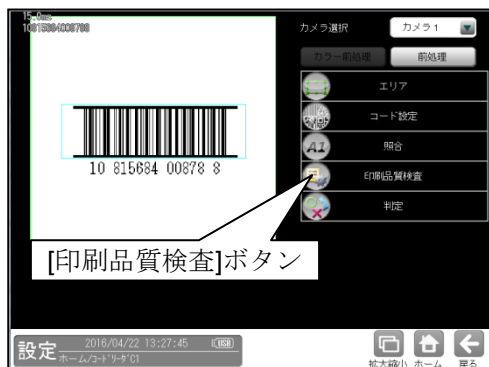 15.0ms
10815684008788
カメラ選択
カメラ1
カラー前処理
前処理
エリア
コード設定
照合
印刷品質検査
判定
10 815684 00878 8
[印刷品質検査]ボタン
設定
2016/04/22 13:27:45
USB
ホーム/コードリーダC1
拡大縮小
ホーム
戻る